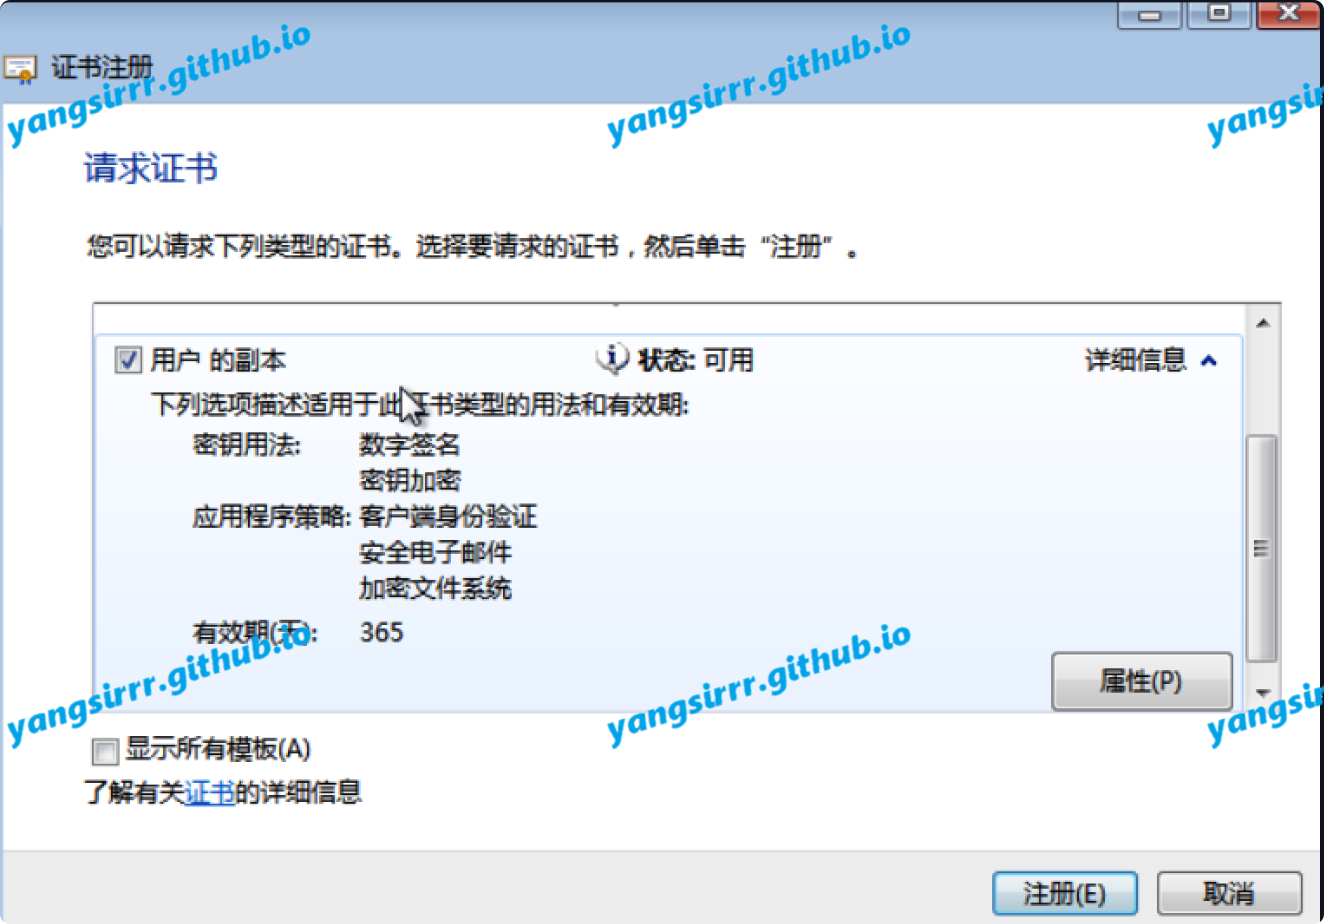 证书注册
yangsirrr.github.io
yangsirrr.github.io
yangsir
请求证书
您可以请求下列类型的证书。选择要请求的证书，然后单击“注册”。
用户 的副本 状态: 可用 详细信息
下列选项描述适用于此证书类型的用法和有效期:
密钥用法: 数字签名
密钥加密
应用程序策略: 客户端身份验证
安全电子邮件
加密文件系统
有效期(天): 365
属性(P)
yangsirrr.github.io
yangsirrr.github.io
yangsir
显示所有模板(A)
了解有关证书的详细信息
注册(E) 取消